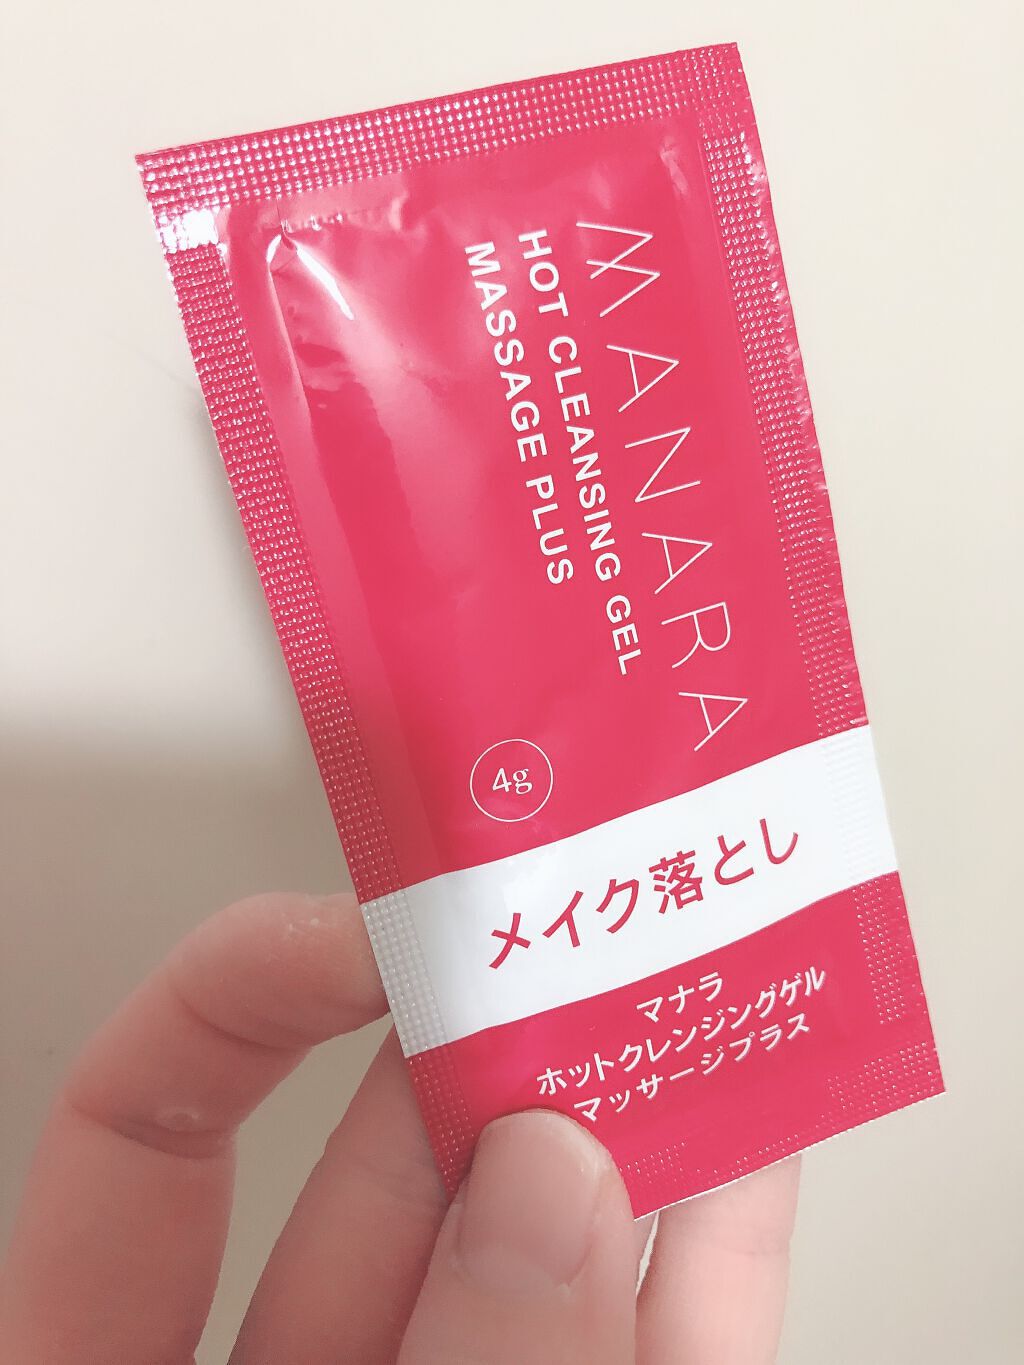 MANARA
HOT CLEANSING GEL
MASSAGE PLUS
4g
メイク落とし
マナラ
ホットクレンジングゲル
マッサージプラス